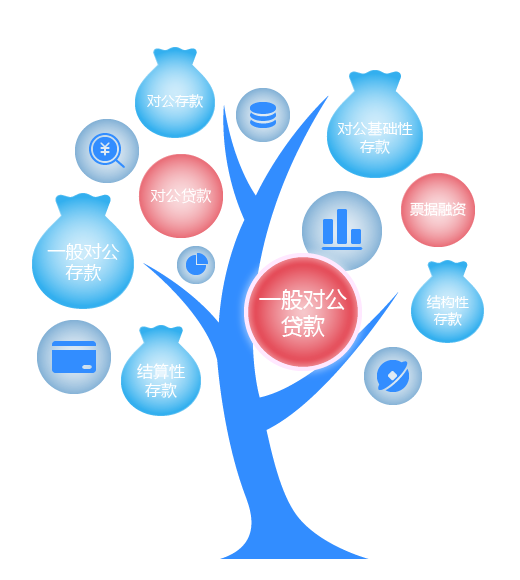 对公存款
对公基础性
存款
对公贷款
票据融资
一般对公
存款
一般对公
贷款
结构性
存款
结算性
存款